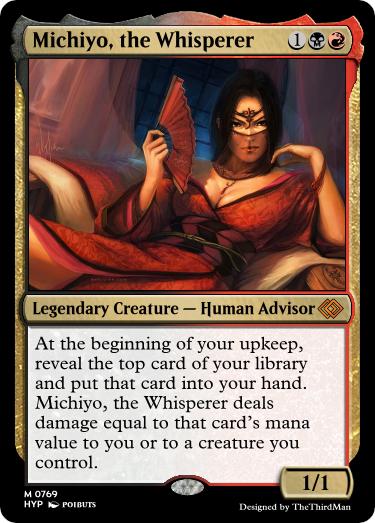 Michiyo, the Whisperer 1
Legendary Creature — Human Advisor
At the beginning of your upkeep,
reveal the top card of your library
and put that card into your hand.
Michiyo, the Whisperer deals
damage equal to that card's mana
value to you or to a creature you
control.
1/1
M 0769
HYP POIBUTS
Designed by TheThirdMan